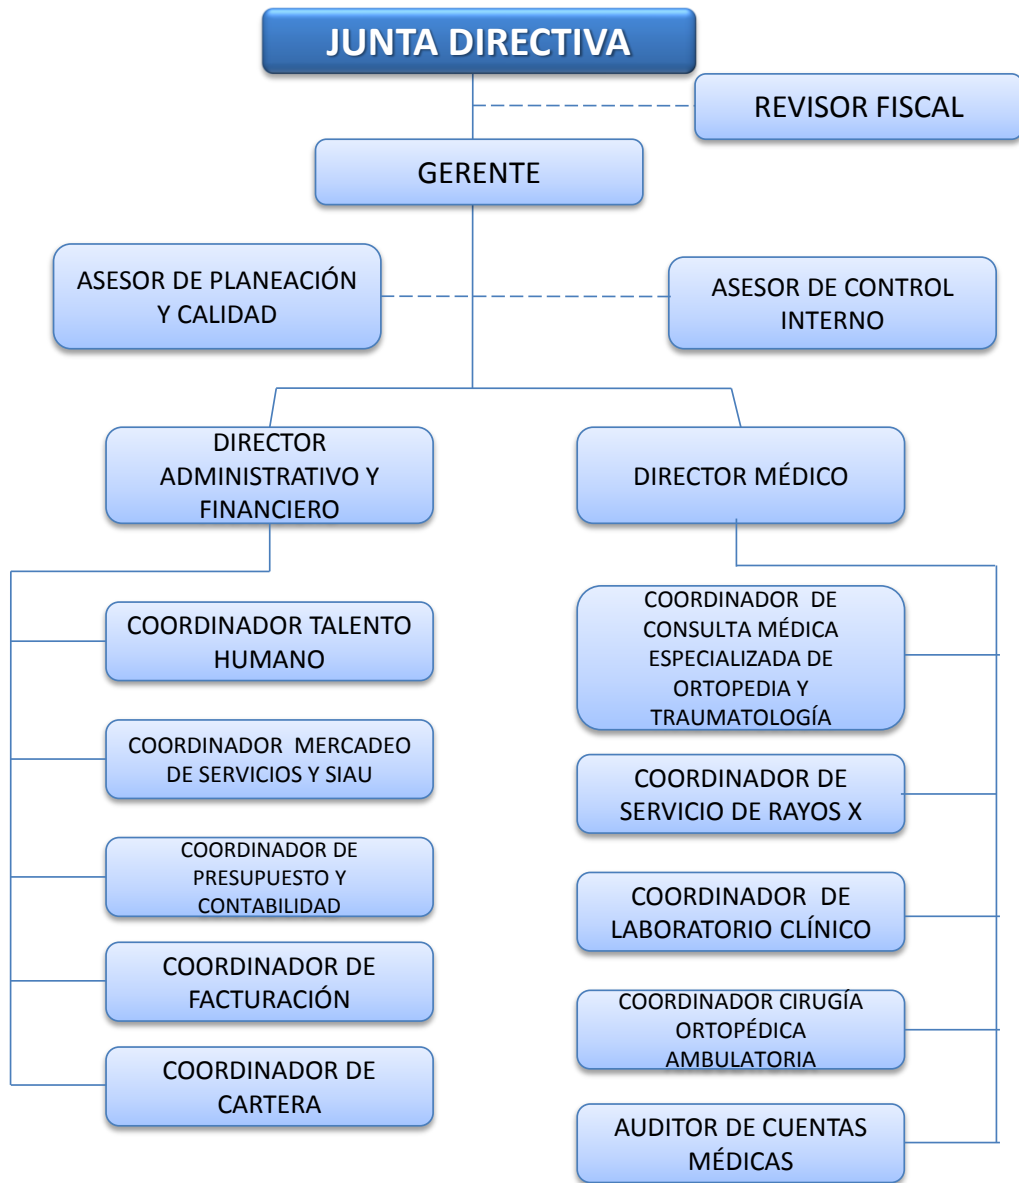 JUNTA DIRECTIVA
REVISOR FISCAL
GERENTE
ASESOR DE PLANEACIÓN
Y CALIDAD
ASESOR DE CONTROL
INTERNO
DIRECTOR
ADMINISTRATIVO Y
FINANCIERO
DIRECTOR MÉDICO
COORDINADOR TALENTO
HUMANO
COORDINADOR MERCADEO
DE SERVICIOS Y SIAU
COORDINADOR DE
PRESUPUESTO Y
CONTABILIDAD
COORDINADOR DE
FACTURACIÓN
COORDINADOR DE
CARTERA
COORDINADOR DE
CONSULTA MÉDICA
ESPECIALIZADA DE
ORTOPEDIA Y
TRAUMATOLOGÍA
COORDINADOR DE
SERVICIO DE RAYOS X
COORDINADOR DE
LABORATORIO CLÍNICO
COORDINADOR CIRUGÍA
ORTOPÉDICA
AMBULATORIA
AUDITOR DE CUENTAS
MÉDICAS